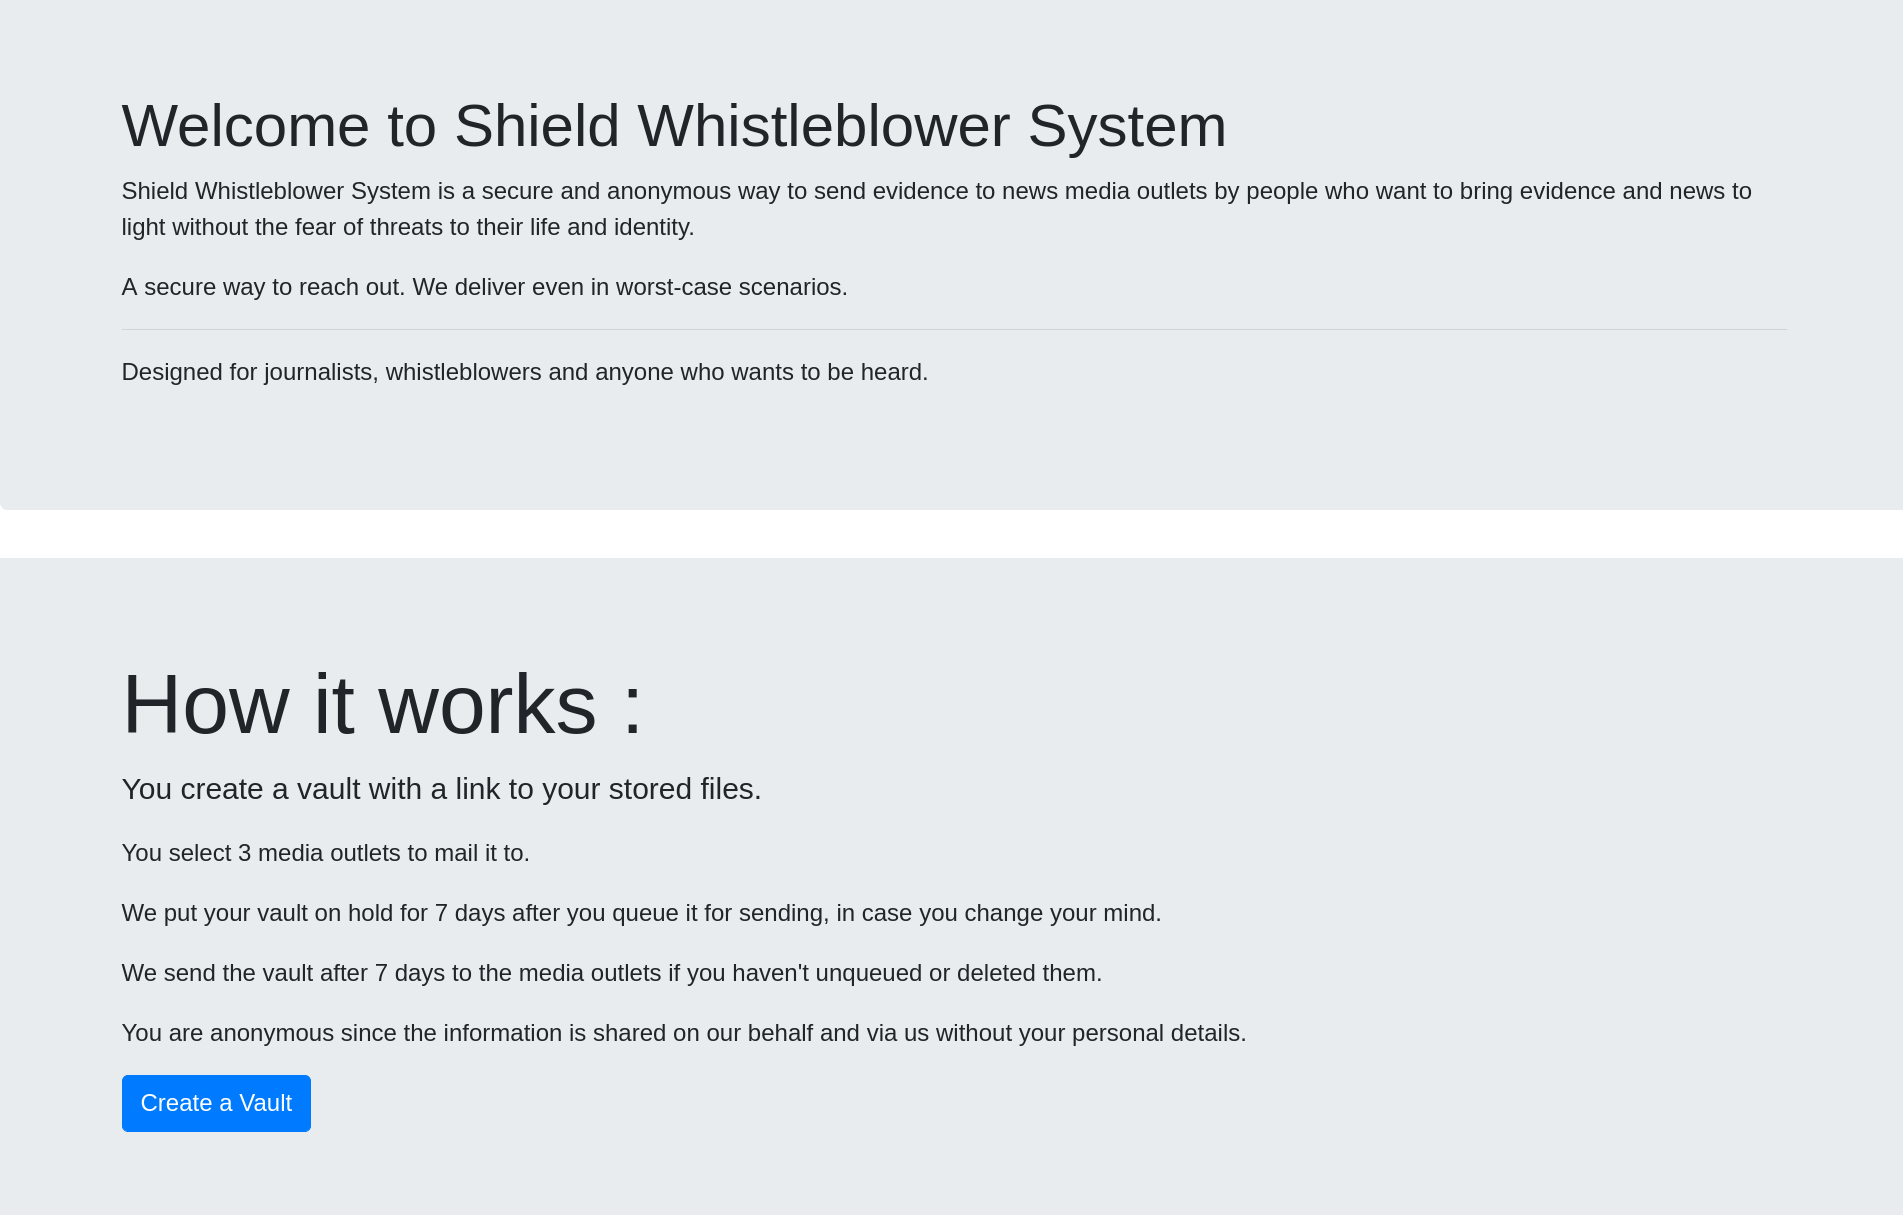 Welcome to Shield Whistleblower System
Shield Whistleblower System is a secure and anonymous way to send evidence to news media outlets by people who want to bring evidence and news to
light without the fear of threats to their life and identity.
A secure way to reach out. We deliver even in worst-case scenarios.
Designed for journalists, whistleblowers and anyone who wants to be heard.
How it works :
You create a vault with a link to your stored files.
You select 3 media outlets to mail it to.
We put your vault on hold for 7 days after you queue it for sending, in case you change your mind.
We send the vault after 7 days to the media outlets if you haven't unqueued or deleted them.
You are anonymous since the information is shared on our behalf and via us without your personal details.
Create a Vault